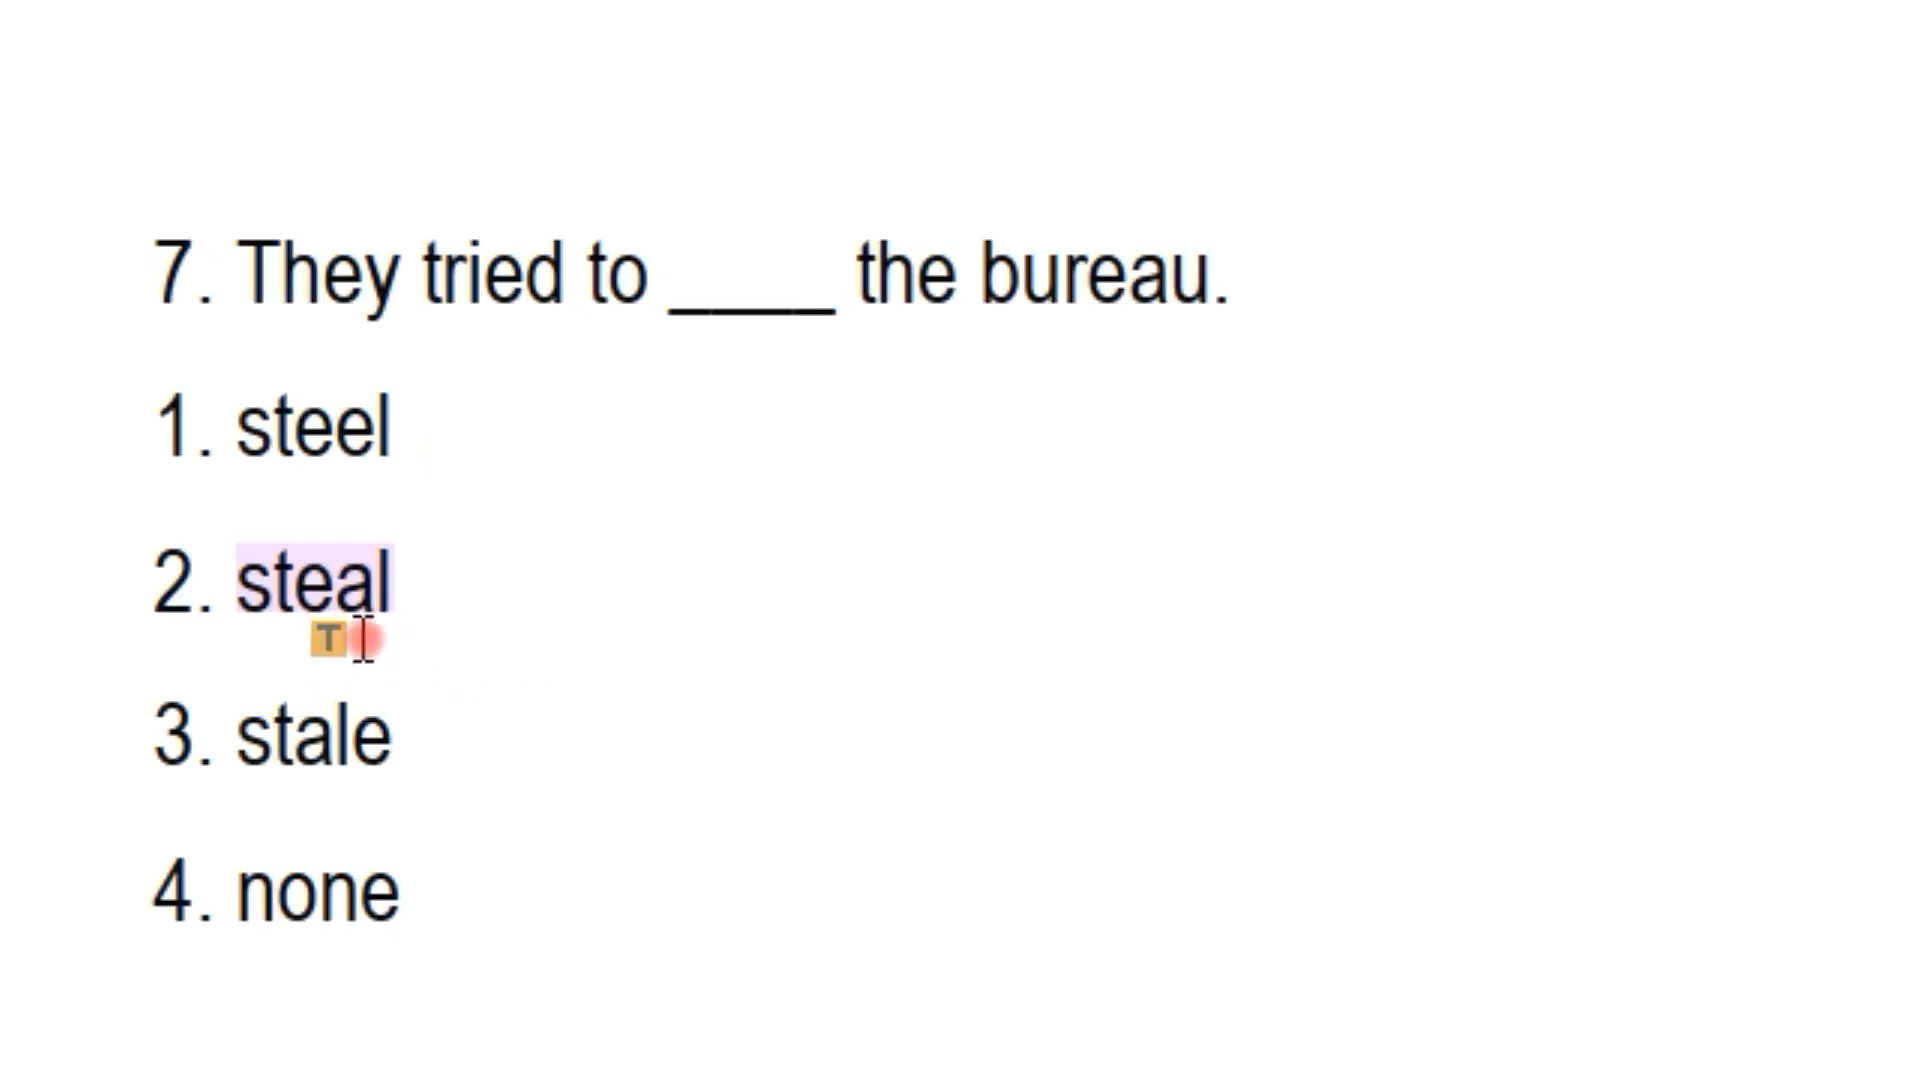 7. They tried to ____ the bureau.
1. steel
2. steal
T
3. stale
4. none